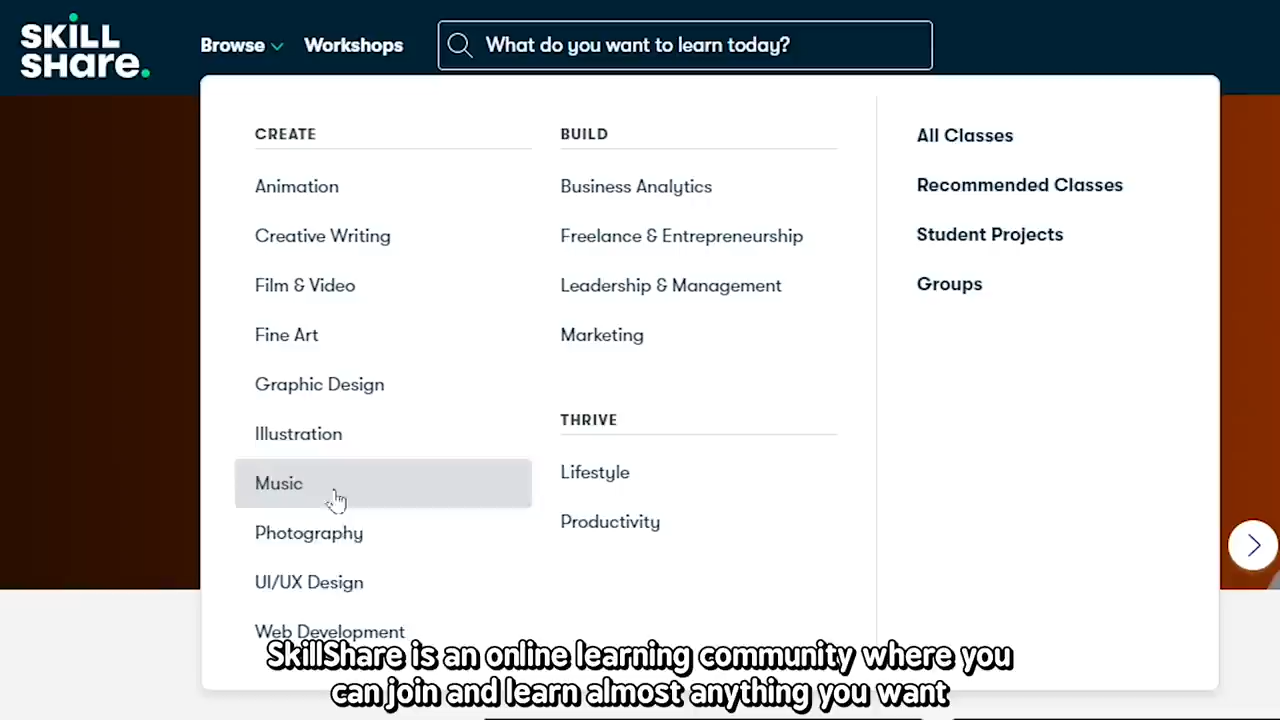 SKILL
SHare.
Browse
Workshops
What do you want to learn today?
CREATE
Animation
Creative Writing
Film & Video
Fine Art
Graphic Design
Illustration
Music
Photography
UI/UX Design
Web Development
BUILD
Business Analytics
Freelance & Entrepreneurship
Leadership & Management
Marketing
THRIVE
Lifestyle
Productivity
All Classes
Recommended Classes
Student Projects
Groups
SkillShare is an online learning community where you
can join and learn almost anything you want